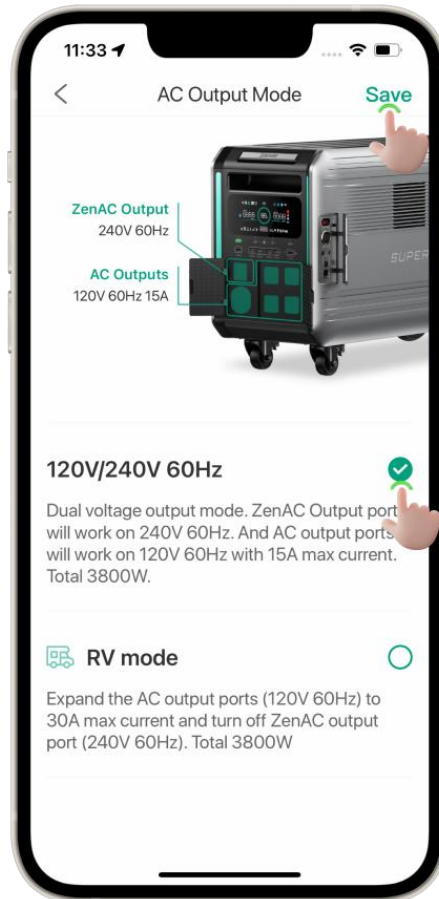 11:33
AC Output Mode
Save
ZenAC Output
240V 60Hz
AC Outputs
120V 60Hz 15A
SUPER
120V/240V 60Hz
Dual voltage output mode. ZenAC Output port
will work on 240V 60Hz. And AC output ports
will work on 120V 60Hz with 15A max current.
Total 3800W.
RV mode
Expand the AC output ports (120V 60Hz) to
30A max current and turn off ZenAC output
port (240V 60Hz). Total 3800W